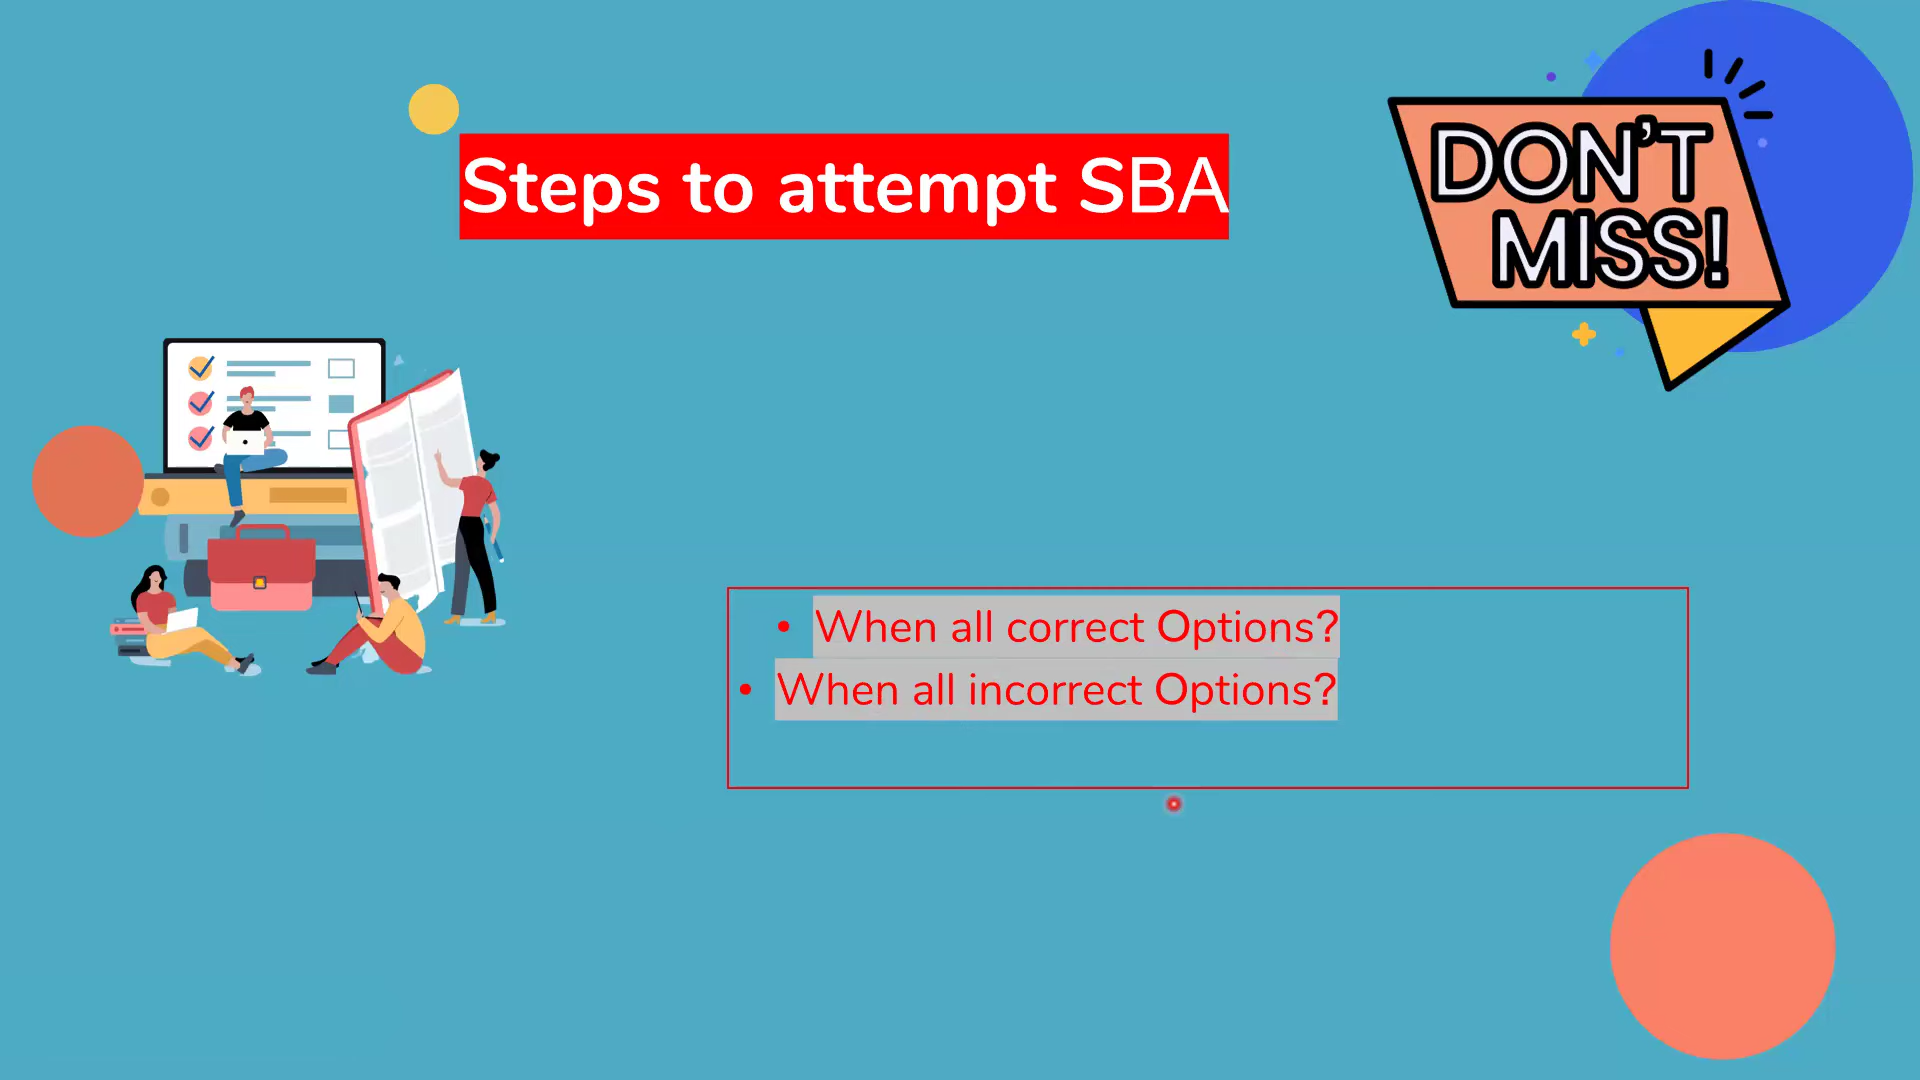 Steps to attempt SBA
DON'T
MISS!
• When all correct Options?
• When all incorrect Options?